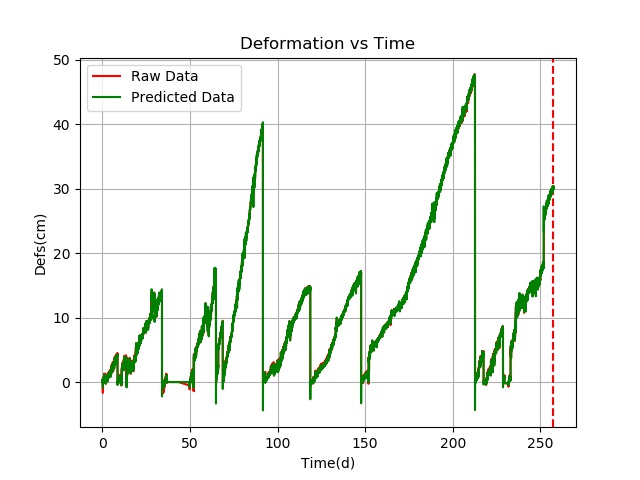 Deformation vs Time
Raw Data
Predicted Data
50
40
30
20
10
0
Defs(cm)
0 50 100 150 200 250
Time(d)